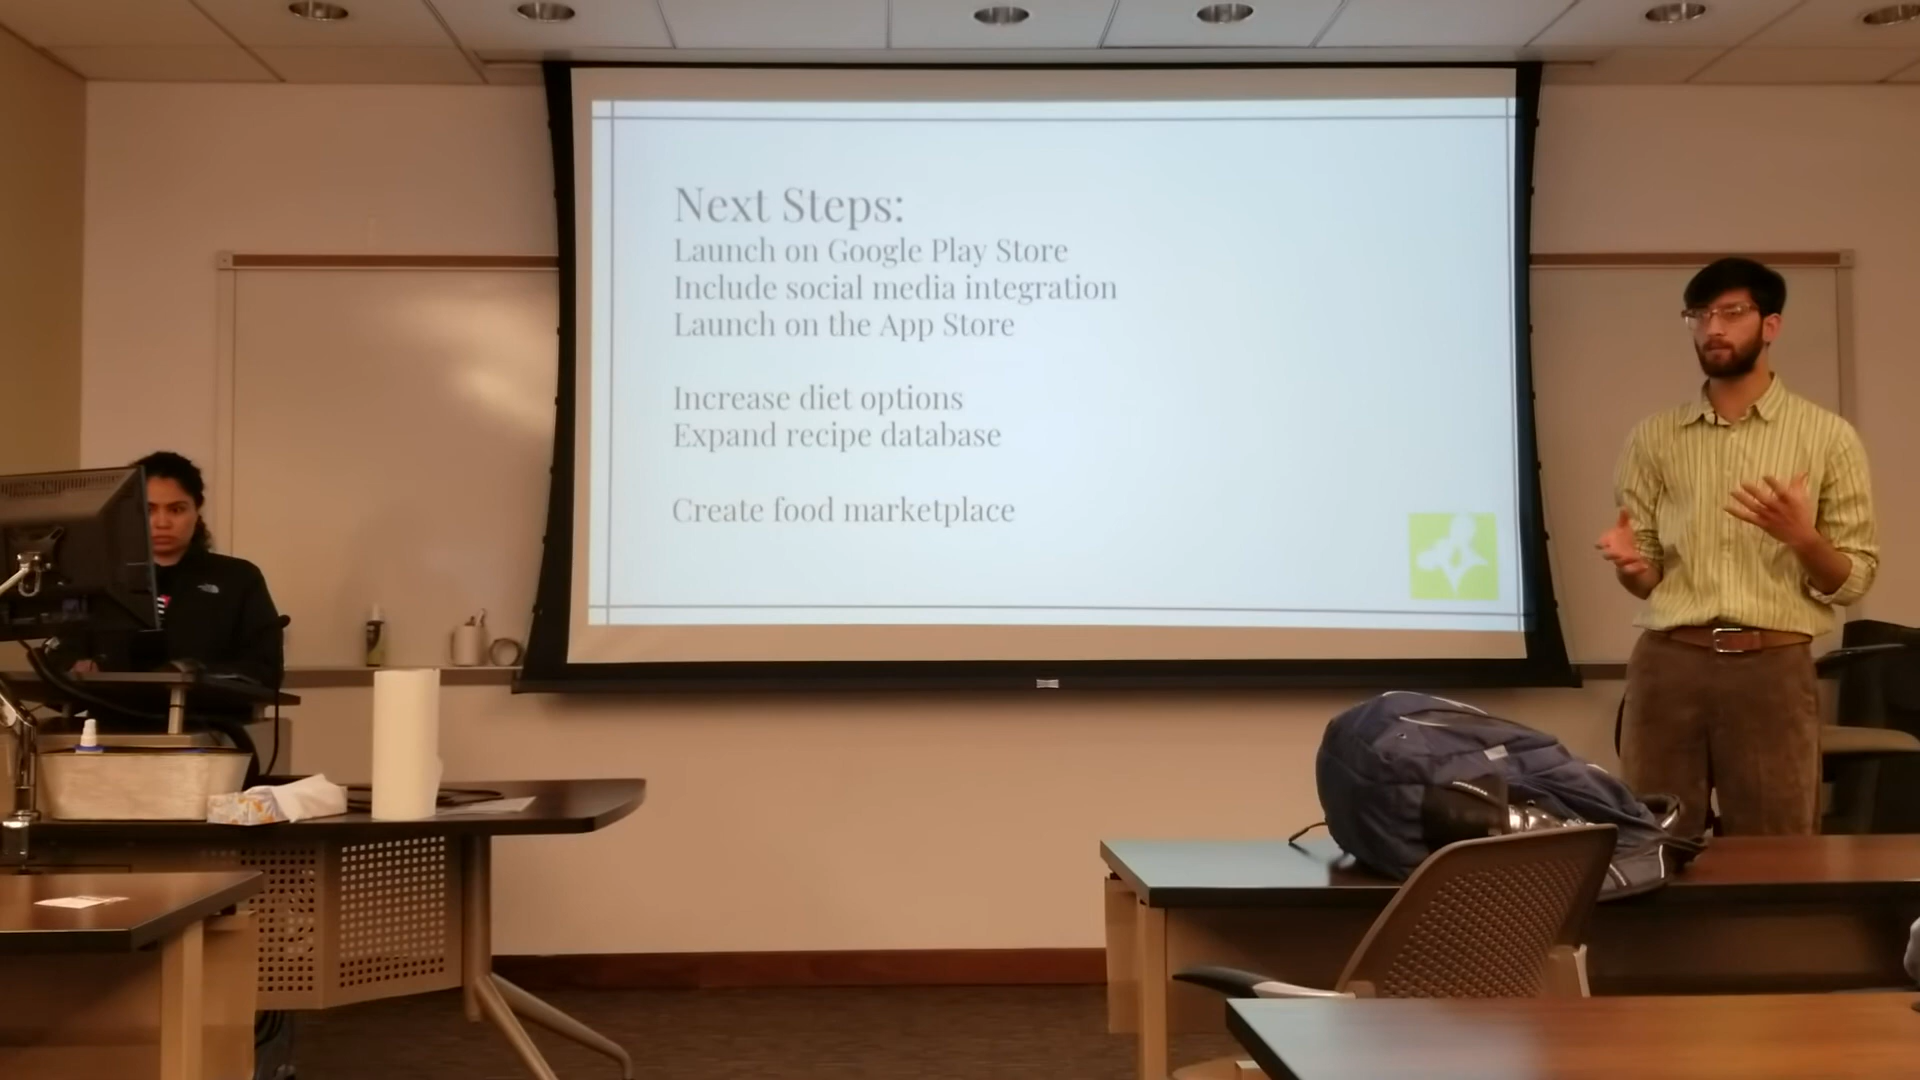 Next Steps:
Launch on Google Play Store
Include social media integration
Launch on the App Store
Increase diet options
Expand recipe database
Create food marketplace